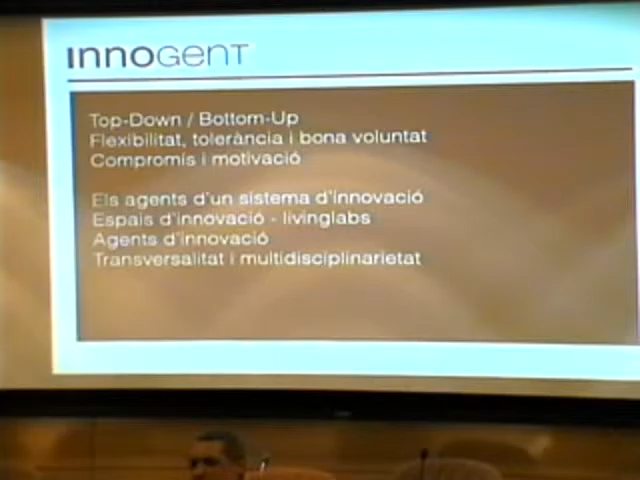 InnoGenT
Top-Down / Bottom-Up
Flexibilitat, tolerància i bona voluntat
Compromís i motivació
Els agents d'un sistema d'innovació
Espais d'innovació - livinglabs
Agents d'innovació
Transversalitat i multidisciplinarietat